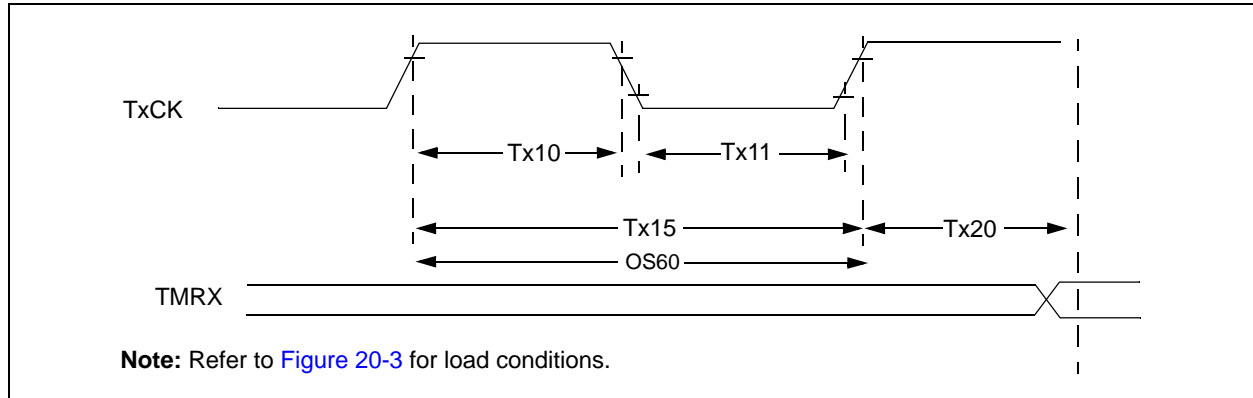 TxCK
Tx10
Tx11
Tx15
Tx20
OS60
TMRX
Note: Refer to Figure 20-3 for load conditions.